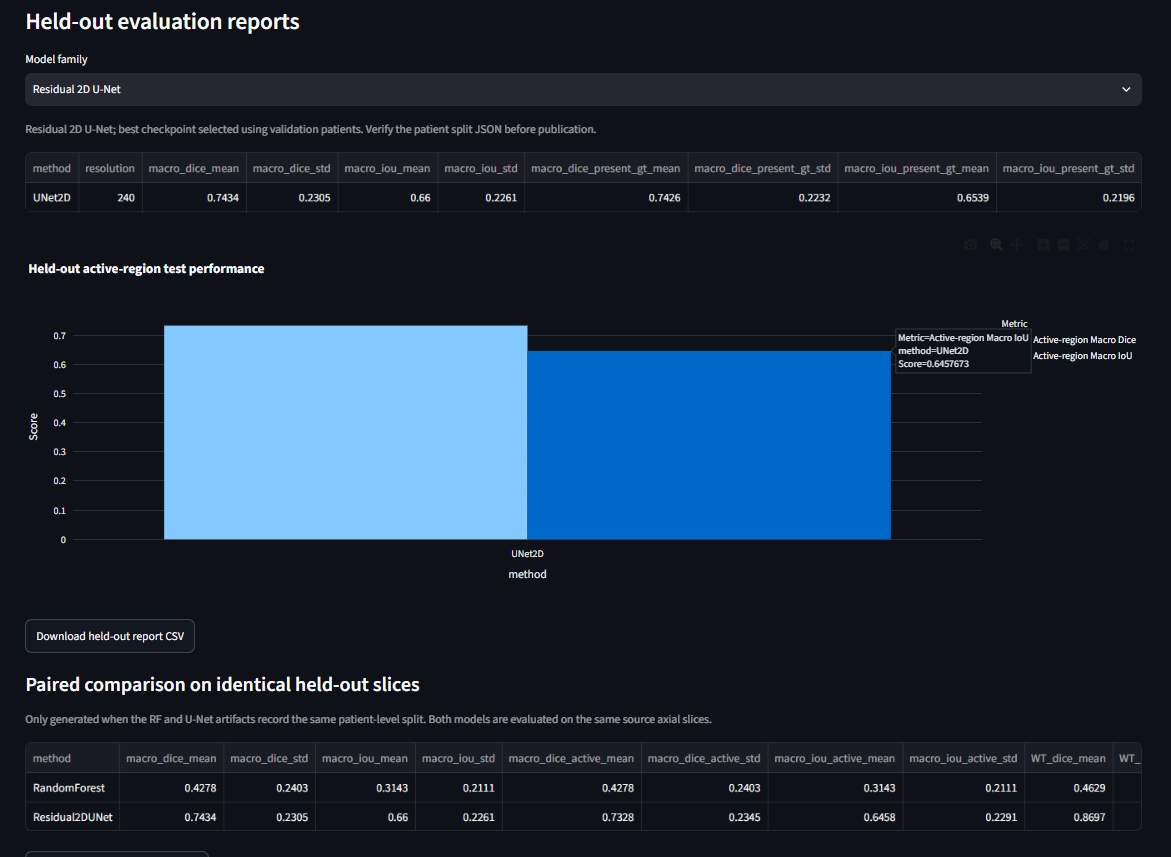 Held-out evaluation reports
Model family
Residual 2D U-Net
Residual 2D U-Net; best checkpoint selected using validation patients. Verify the patient split JSON before publication.
method resolution macro_dice_mean macro_dice_std macro_iou_mean macro_iou_std macro_dice_present_gt_mean macro_dice_present_gt_std macro_iou_present_gt_mean macro_iou_present_gt_std
UNet2D 240 0.7434 0.2305 0.66 0.2261 0.7426 0.2232 0.6539 0.2196
Held-out active-region test performance
Metric
Active-region Macro Dice
Active-region Macro IoU
Metric=Active-region Macro IoU
method=UNet2D
Score=0.6457673
Score
0.7
0.6
0.5
0.4
0.3
0.2
0.1
0
UNet2D
method
Download held-out report CSV
Paired comparison on identical held-out slices
Only generated when the RF and U-Net artifacts record the same patient-level split. Both models are evaluated on the same source axial slices.
method macro_dice_mean macro_dice_std macro_iou_mean macro_iou_std macro_dice_active_mean macro_dice_active_std macro_iou_active_mean macro_iou_active_std WT_dice_mean WT_
RandomForest 0.4278 0.2403 0.3143 0.2111 0.4278 0.2403 0.3143 0.2111 0.4629
Residual2DUNet 0.7434 0.2305 0.66 0.2261 0.7328 0.2345 0.6458 0.2291 0.8697